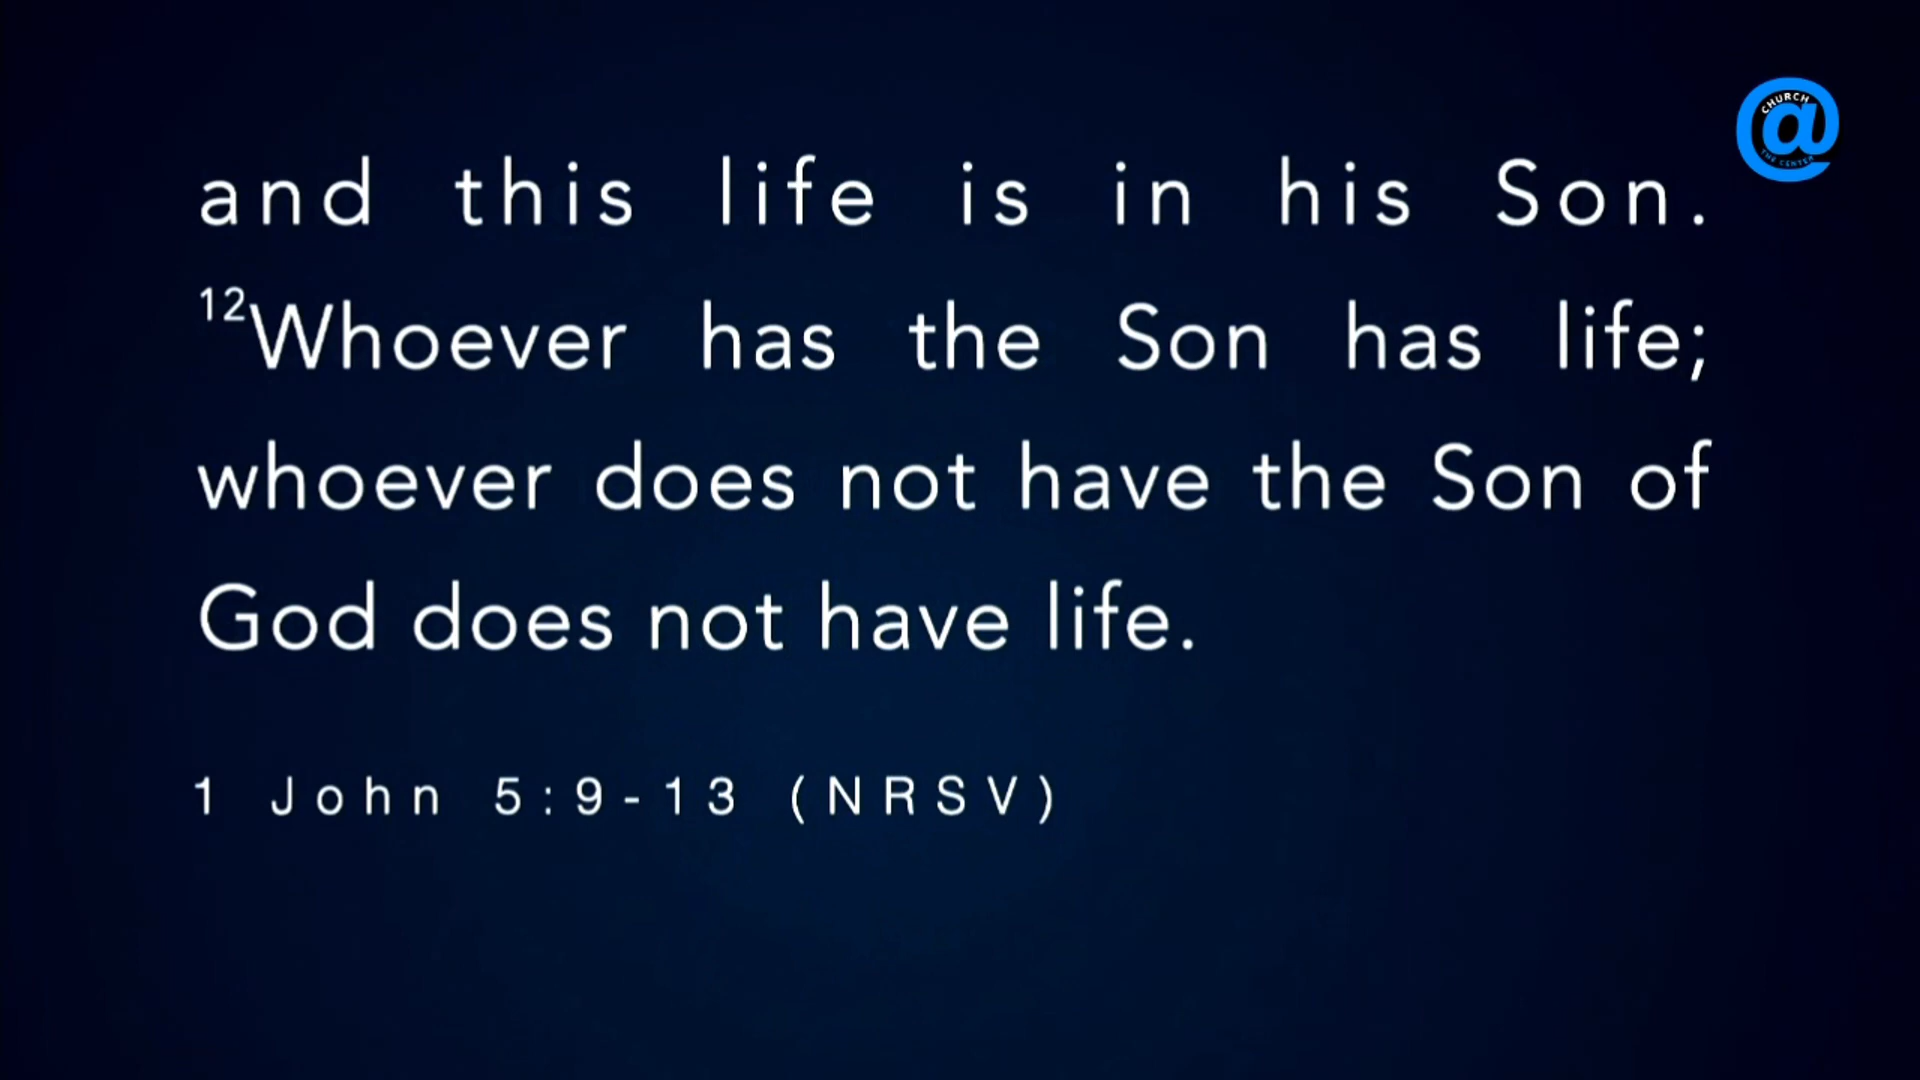 CHURCH
@
THE CENTER
and this life is in his Son.
¹²Whoever has the Son has life;
whoever does not have the Son of
God does not have life.
1 John 5:9-13 (NRSV)